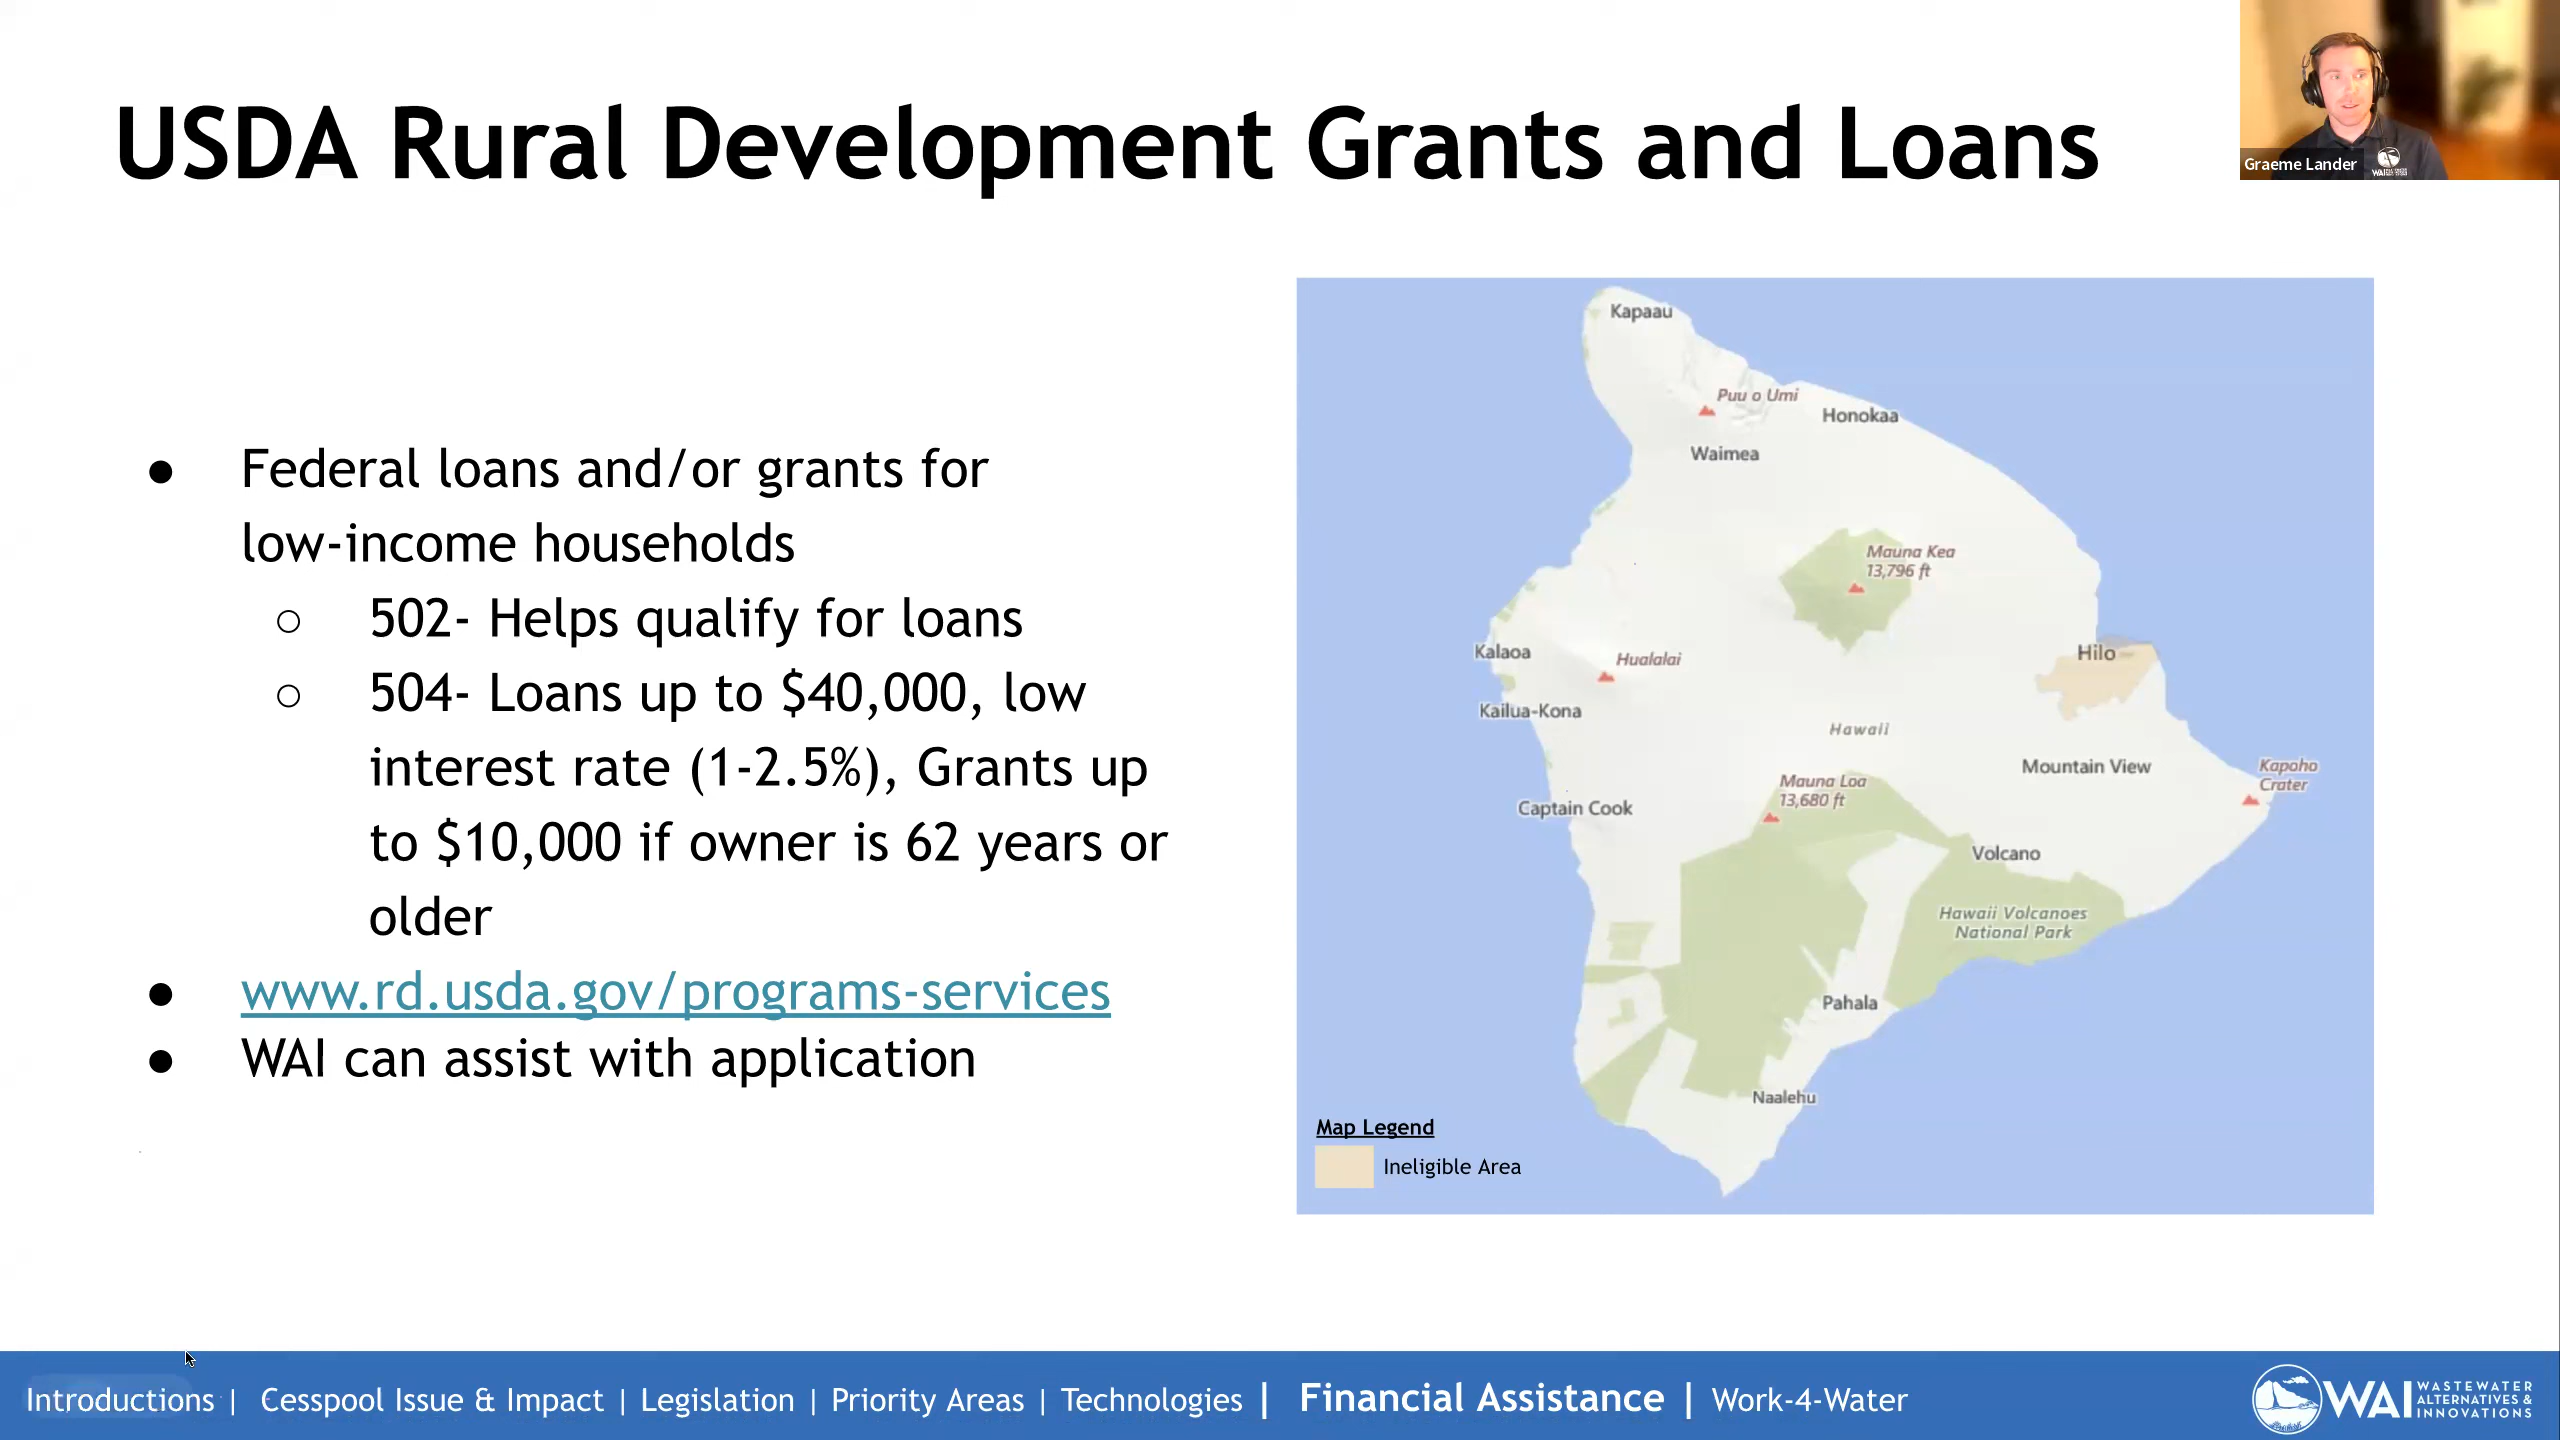 USDA Rural Development Grants and Loans
Graeme Lander
WAI
● Federal loans and/or grants for
low-income households
○ 502- Helps qualify for loans
○ 504- Loans up to $40,000, low
interest rate (1-2.5%), Grants up
to $10,000 if owner is 62 years or
older
● www.rd.usda.gov/programs-services
● WAI can assist with application
Kapaau
Puu o Umi
Honokaa
Waimea
Mauna Kea
13,796 ft
Kalaoa
Hualalai
Hilo
Kailua-Kona
Hawaii
Mountain View
Kapoho
Crater
Mauna Loa
13,680 ft
Captain Cook
Volcano
Hawaii Volcanoes
National Park
Pahala
Naalehu
Map Legend
Ineligible Area
Introductions | Cesspool Issue & Impact | Legislation | Priority Areas | Technologies | Financial Assistance | Work-4-Water
WAI WASTEWATER
ALTERNATIVES &
INNOVATIONS